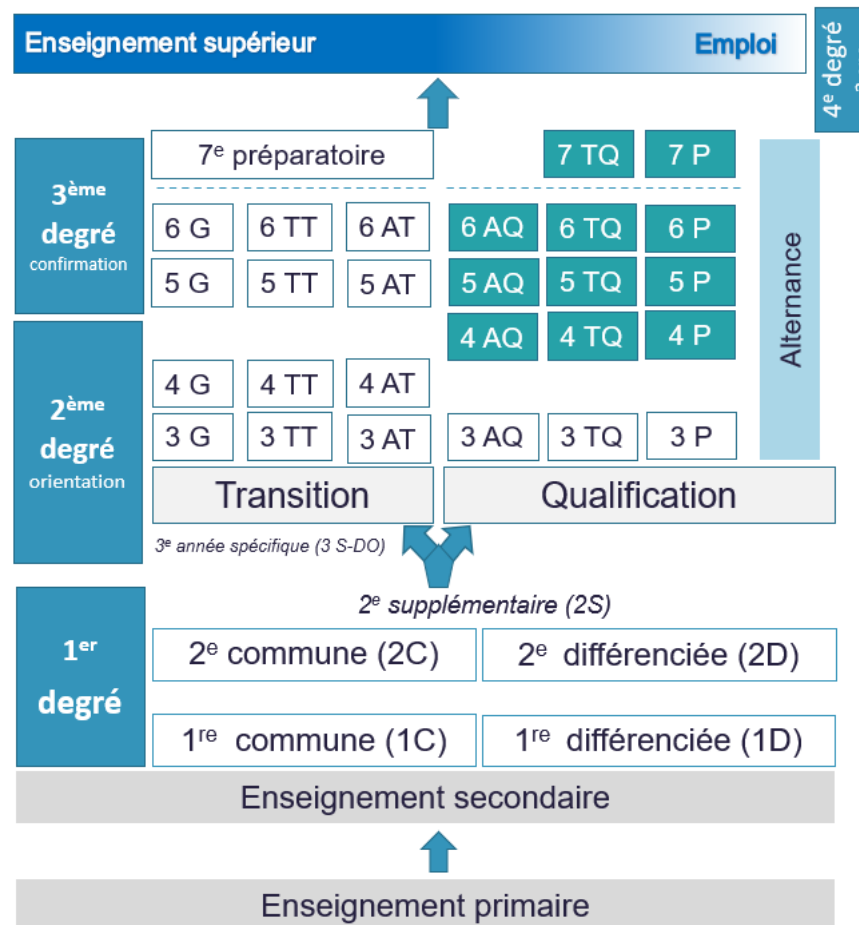 Enseignement supérieur Emploi
4e degré
7e préparatoire 7 TQ 7 P
3ème
degré
confirmation
6 G 6 TT 6 AT 6 AQ 6 TQ 6 P
5 G 5 TT 5 AT 5 AQ 5 TQ 5 P
4 AQ 4 TQ 4 P
Alternance
2ème
degré
orientation
4 G 4 TT 4 AT
3 G 3 TT 3 AT 3 AQ 3 TQ 3 P
Transition Qualification
3e année spécifique (3 S-DO)
2e supplémentaire (2S)
1er
degré
2e commune (2C) 2e différenciée (2D)
1re commune (1C) 1re différenciée (1D)
Enseignement secondaire
Enseignement primaire